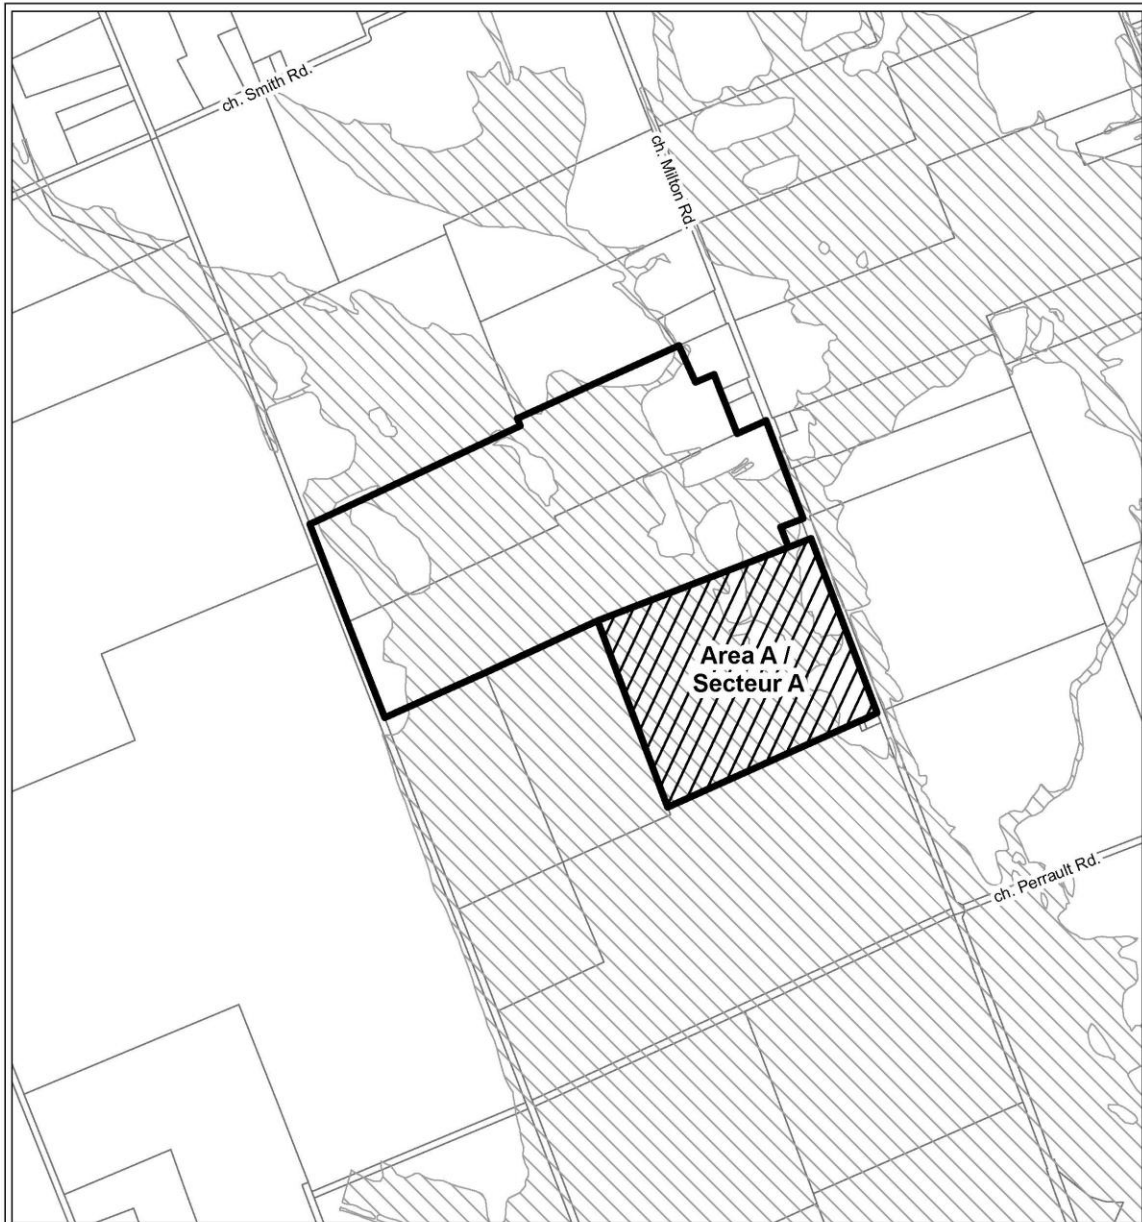 ch. Smith Rd.
ch. Milton Rd.
Area A /
Secteur A
ch. Perrault Rd.